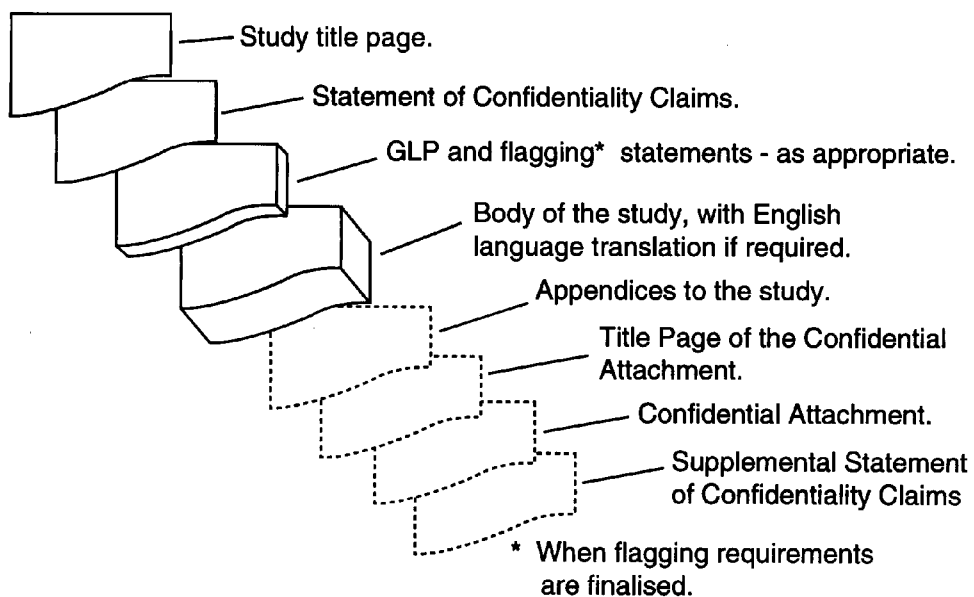 Study title page.
Statement of Confidentiality Claims.
GLP and flagging* statements - as appropriate.
Body of the study, with English
language translation if required.
Appendices to the study.
Title Page of the Confidential
Attachment.
Confidential Attachment.
Supplemental Statement
of Confidentiality Claims
* When flagging requirements
are finalised.